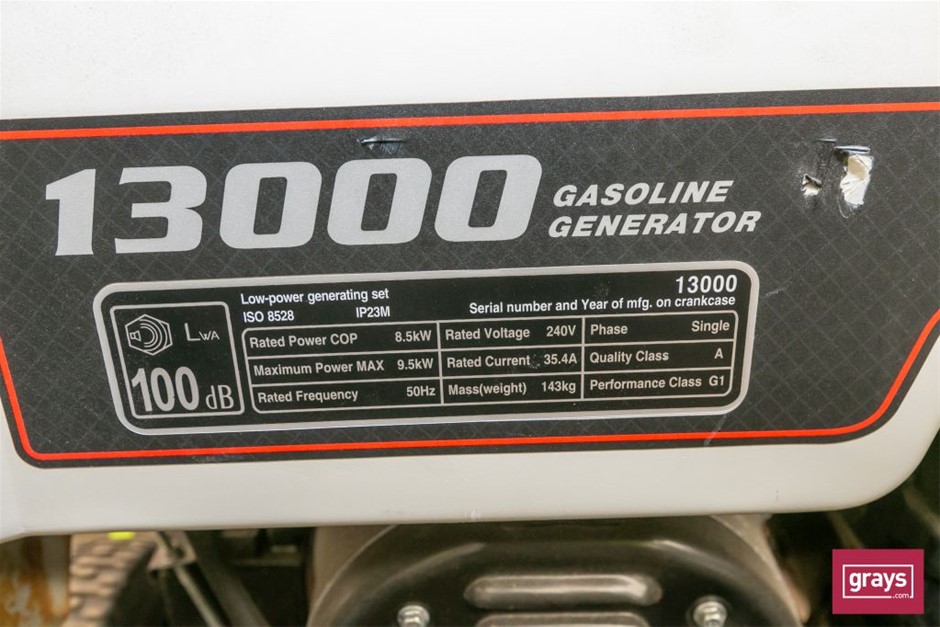 13000 GASOLINE
GENERATOR
Low-power generating set 13000
ISO 8528 IP23M Serial number and Year of mfg. on crankcase
LWA
100 dB
Rated Power COP 8.5kW Rated Voltage 240V Phase Single
Maximum Power MAX 9.5kW Rated Current 35.4A Quality Class A
Rated Frequency 50Hz Mass(weight) 143kg Performance Class G1
grays
.com